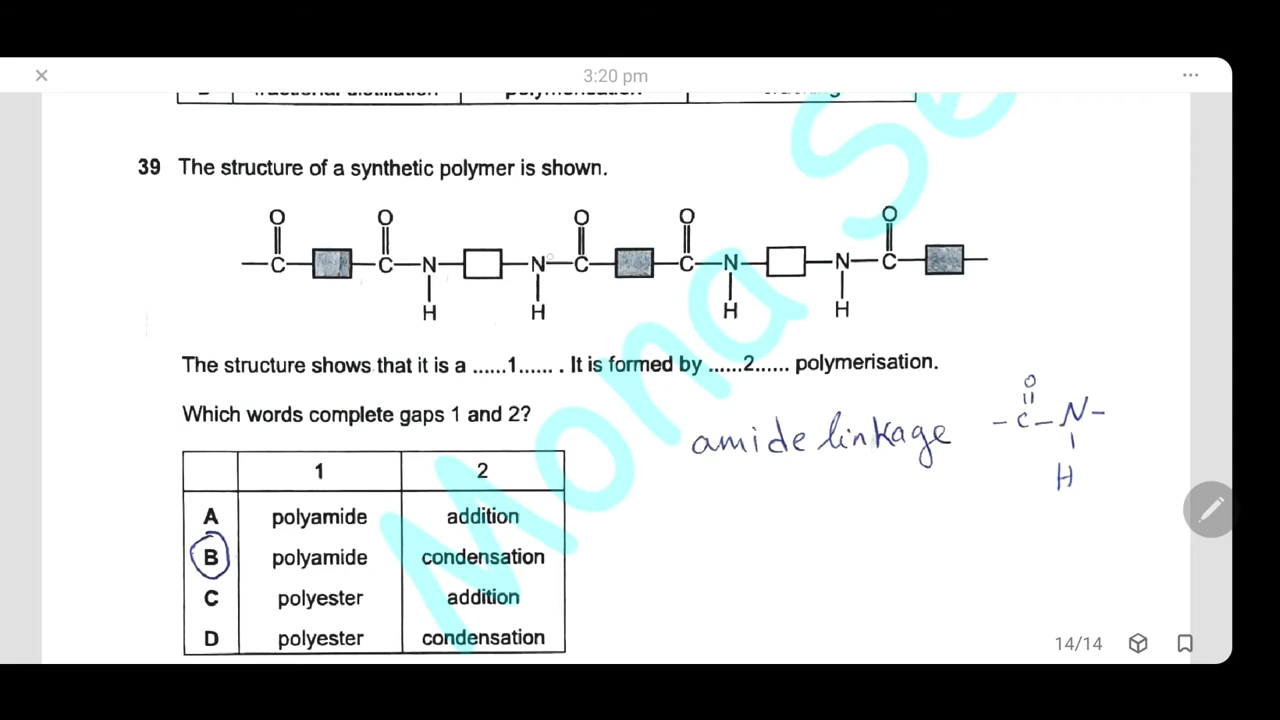 3:20 pm
39 The structure of a synthetic polymer is shown.
O O O O O
C C N N C C N N C
H H H H
The structure shows that it is a ......1...... . It is formed by ......2...... polymerisation.
Which words complete gaps 1 and 2?
amide linkage
O
– C – N –
H
1 2
A polyamide addition
B polyamide condensation
C polyester addition
D polyester condensation
Mona Se
14/14